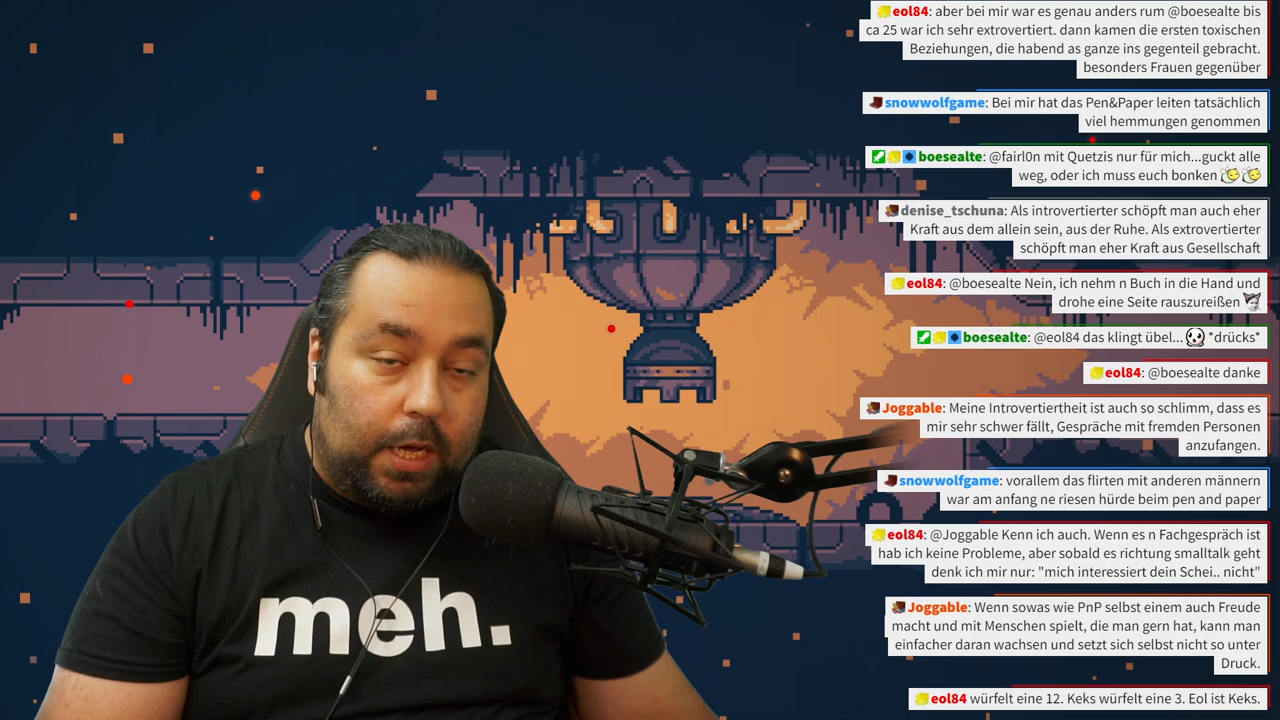 eol84: aber bei mir war es genau anders rum @boesealte bis
ca 25 war ich sehr extrovertiert. dann kamen die ersten toxischen
Beziehungen, die habend as ganze ins gegenteil gebracht.
besonders Frauen gegenüber
snowwolfgame: Bei mir hat das Pen&Paper leiten tatsächlich
viel hemmungen genommen
boesealte: @fairl0n mit Quetzis nur für mich...guckt alle
weg, oder ich muss euch bonken
denise_tschuna: Als introvertierter schöpft man auch eher
Kraft aus dem allein sein, aus der Ruhe. Als extrovertierter
schöpft man eher Kraft aus Gesellschaft
eol84: @boesealte Nein, ich nehm n Buch in die Hand und
drohe eine Seite rauszureißen
boesealte: @eol84 das klingt übel... *drücks*
eol84: @boesealte danke
Joggable: Meine Introvertiertheit ist auch so schlimm, dass es
mir sehr schwer fällt, Gespräche mit fremden Personen
anzufangen.
snowwolfgame: vorallem das flirten mit anderen männern
war am anfang ne riesen hürde beim pen and paper
eol84: @Joggable Kenn ich auch. Wenn es n Fachgespräch ist
hab ich keine Probleme, aber sobald es richtung smalltalk geht
denk ich mir nur: "mich interessiert dein Schei.. nicht"
Joggable: Wenn sowas wie PnP selbst einem auch Freude
macht und mit Menschen spielt, die man gern hat, kann man
einfacher daran wachsen und setzt sich selbst nicht so unter
Druck.
eol84 würfelt eine 12. Keks würfelt eine 3. Eol ist Keks.
meh.